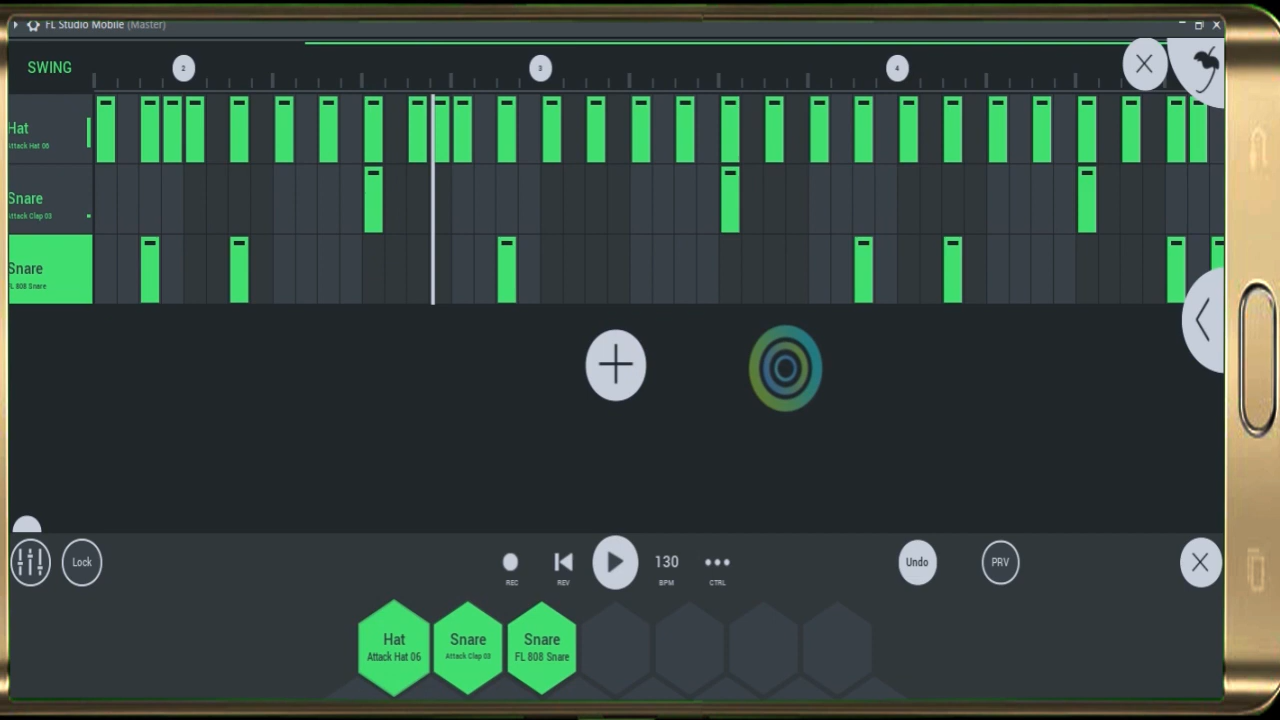 FL Studio Mobile (Master)
SWING
2
3
4
Hat
Attack Hat 06
Snare
Attack Clap 03
Snare
FL 808 Snare
Lock
REC
REV
130
BPM
CTRL
Undo
PRV
Hat
Attack Hat 06
Snare
Attack Clap 03
Snare
FL 808 Snare